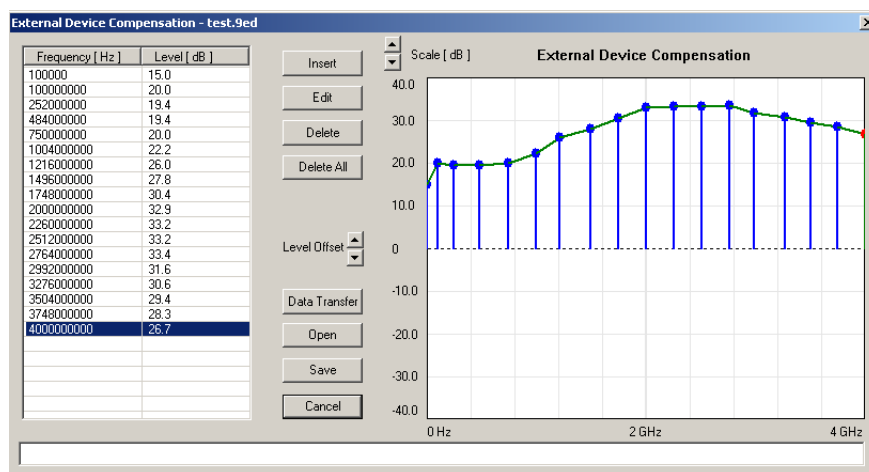 External Device Compensation - test.9ed
Frequency [ Hz ] Level [ dB ]
100000 15.0
100000000 20.0
252000000 19.4
484000000 19.4
750000000 20.0
1004000000 22.2
1216000000 26.0
1496000000 27.8
1748000000 30.4
2000000000 32.9
2260000000 33.2
2512000000 33.2
2764000000 33.4
2992000000 31.6
3276000000 30.6
3504000000 29.4
3748000000 28.3
4000000000 26.7
Insert
Edit
Delete
Delete All
Level Offset
Data Transfer
Open
Save
Cancel
Scale [ dB ]
External Device Compensation
40.0
30.0
20.0
10.0
0
-10.0
-20.0
-30.0
-40.0
0 Hz 2 GHz 4 GHz